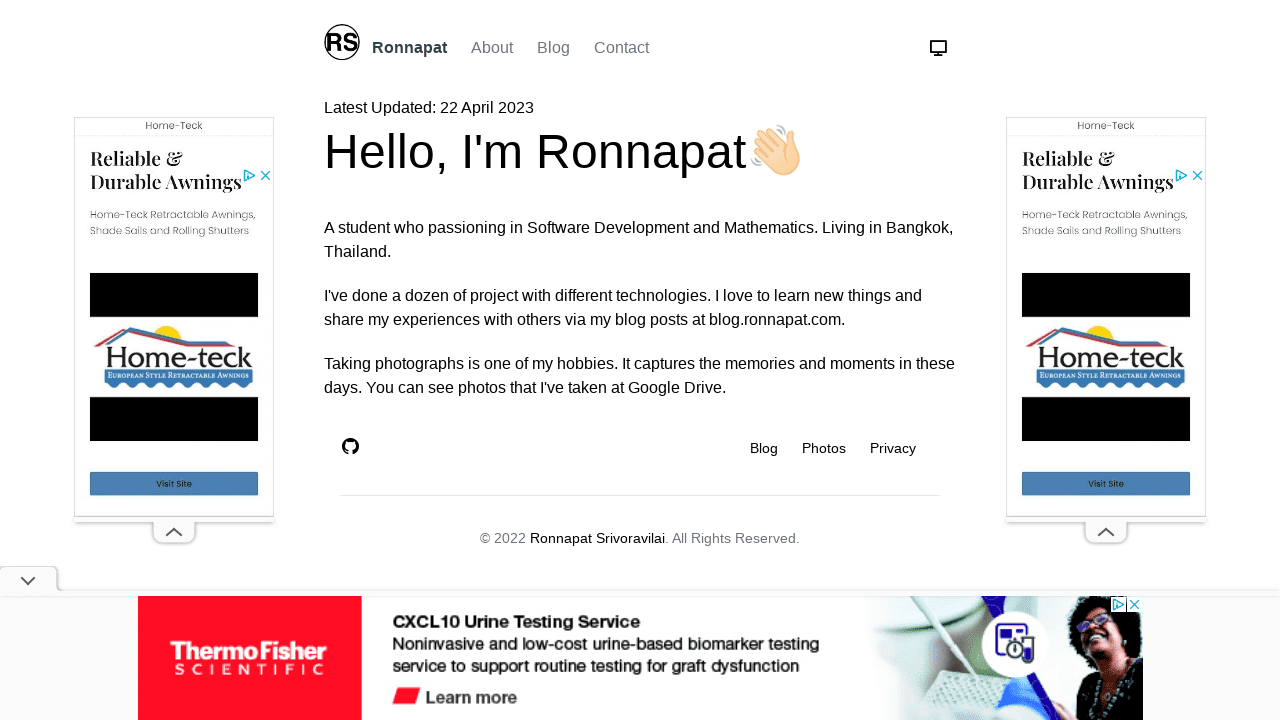 RS Ronnapat About Blog Contact
Latest Updated: 22 April 2023
Hello, I'm Ronnapat
A student who passioning in Software Development and Mathematics. Living in Bangkok,
Thailand.
I've done a dozen of project with different technologies. I love to learn new things and
share my experiences with others via my blog posts at blog.ronnapat.com.
Taking photographs is one of my hobbies. It captures the memories and moments in these
days. You can see photos that I've taken at Google Drive.
Blog Photos Privacy
© 2022 Ronnapat Srivoravilai. All Rights Reserved.
Home-Teck
Reliable &
Durable Awnings
Home-Teck Retractable Awnings,
Shade Sails and Rolling Shutters
Home-teck
EUROPEAN STYLE RETRACTABLE AWNINGS
Visit Site
Home-Teck
Reliable &
Durable Awnings
Home-Teck Retractable Awnings,
Shade Sails and Rolling Shutters
Home-teck
EUROPEAN STYLE RETRACTABLE AWNINGS
Visit Site
ThermoFisher
SCIENTIFIC
CXCL10 Urine Testing Service
Noninvasive and low-cost urine-based biomarker testing
service to support routine testing for graft dysfunction
Learn more